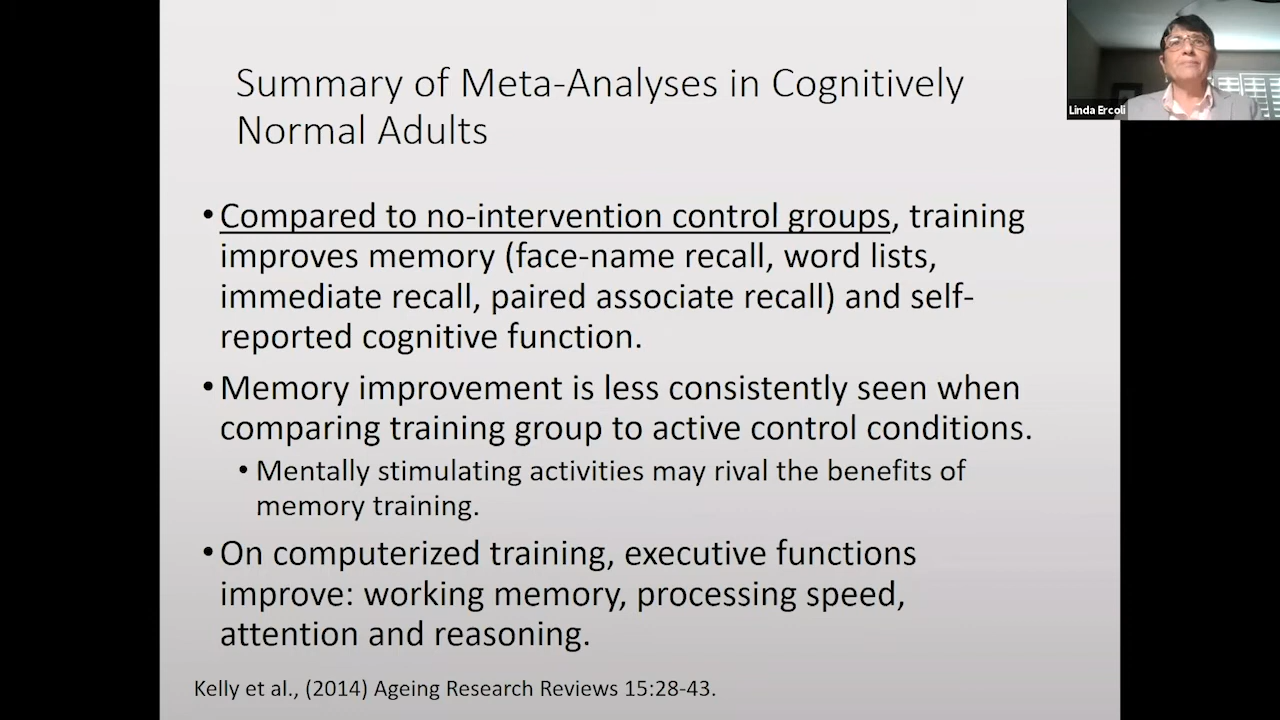 Summary of Meta-Analyses in Cognitively
Normal Adults
Linda Ercoli
• Compared to no-intervention control groups, training
improves memory (face-name recall, word lists,
immediate recall, paired associate recall) and self-
reported cognitive function.
• Memory improvement is less consistently seen when
comparing training group to active control conditions.
• Mentally stimulating activities may rival the benefits of
memory training.
• On computerized training, executive functions
improve: working memory, processing speed,
attention and reasoning.
Kelly et al., (2014) Ageing Research Reviews 15:28-43.